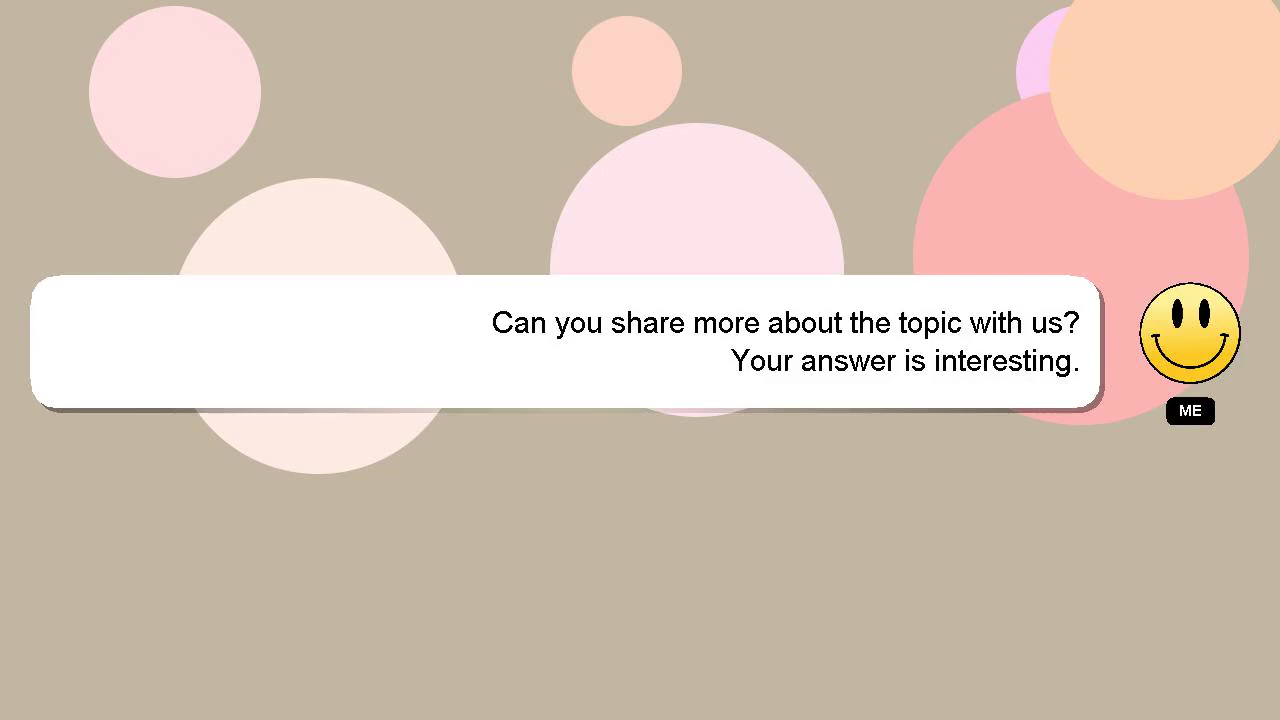 Can you share more about the topic with us?
Your answer is interesting.
ME